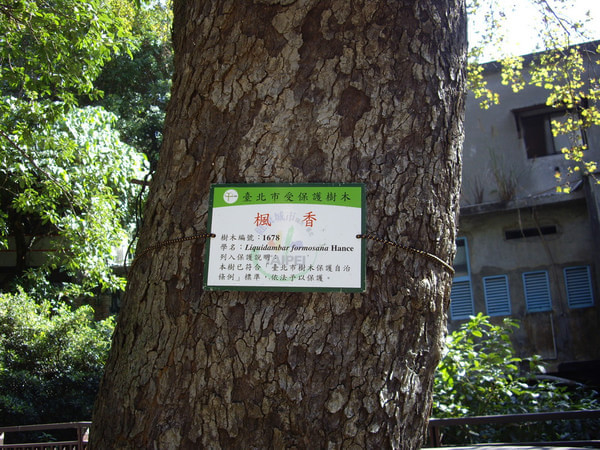 臺北市受保護樹木
楓香
樹木編號：1678
學名：Liquidambar formosana Hance
列入保護說明：
本樹已符合「臺北市樹木保護自治
條例」標準，依法予以保護。
TAIPEI